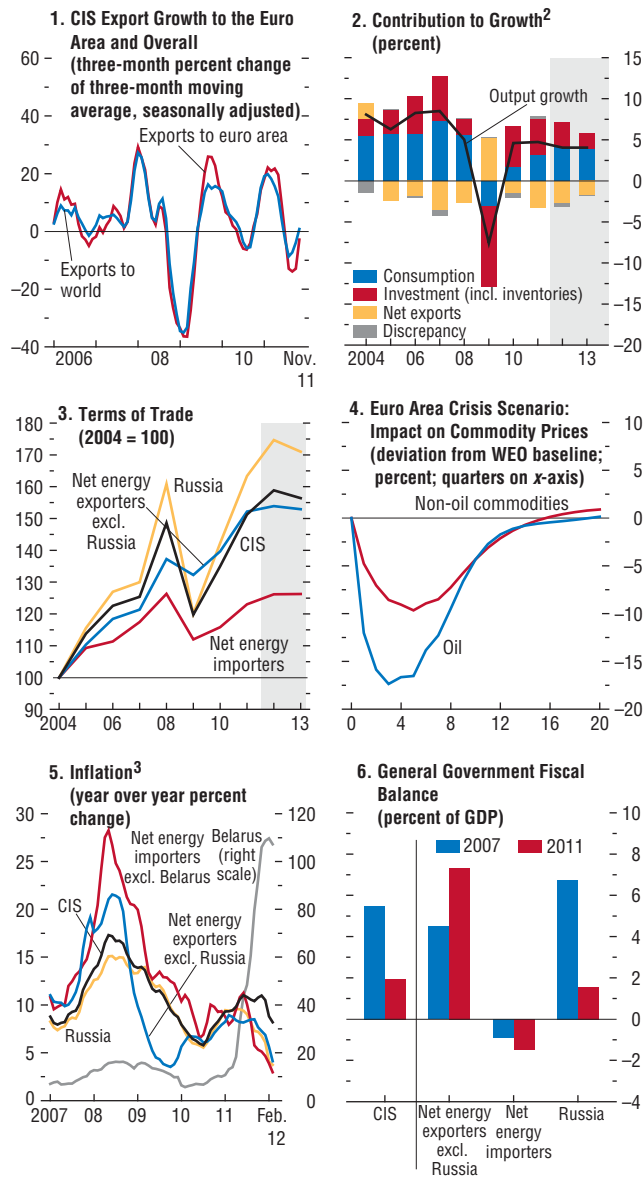 1. CIS Export Growth to the Euro
Area and Overall
(three-month percent change
of three-month moving
average, seasonally adjusted)
60
40
20
0
–20
–40
Exports to euro area
Exports to
world
2006
08
10
Nov.
11
2. Contribution to Growth2
(percent)
15
10
5
0
–5
–10
–15
–20
Output growth
Consumption
Investment (incl. inventories)
Net exports
Discrepancy
2004
06
08
10
13
3. Terms of Trade
(2004 = 100)
180
170
160
150
140
130
120
110
100
90
Net energy
exporters
excl.
Russia
Russia
CIS
Net energy
importers
2004
06
08
10
13
4. Euro Area Crisis Scenario:
Impact on Commodity Prices
(deviation from WEO baseline;
percent; quarters on x-axis)
5
0
–5
–10
–15
–20
Non-oil commodities
Oil
0
4
8
12
16
20
5. Inflation3
(year over year percent
change)
30
25
20
15
10
5
0
120
100
80
60
40
20
0
Net energy
importers
excl. Belarus
Belarus
(right
scale)
CIS
Net energy
exporters
excl. Russia
Russia
2007
08
09
10
11
Feb.
12
6. General Government Fiscal
Balance
(percent of GDP)
10
8
6
4
2
0
–2
–4
2007
2011
CIS
Net energy
exporters
excl.
Russia
Net
energy
importers
Russia